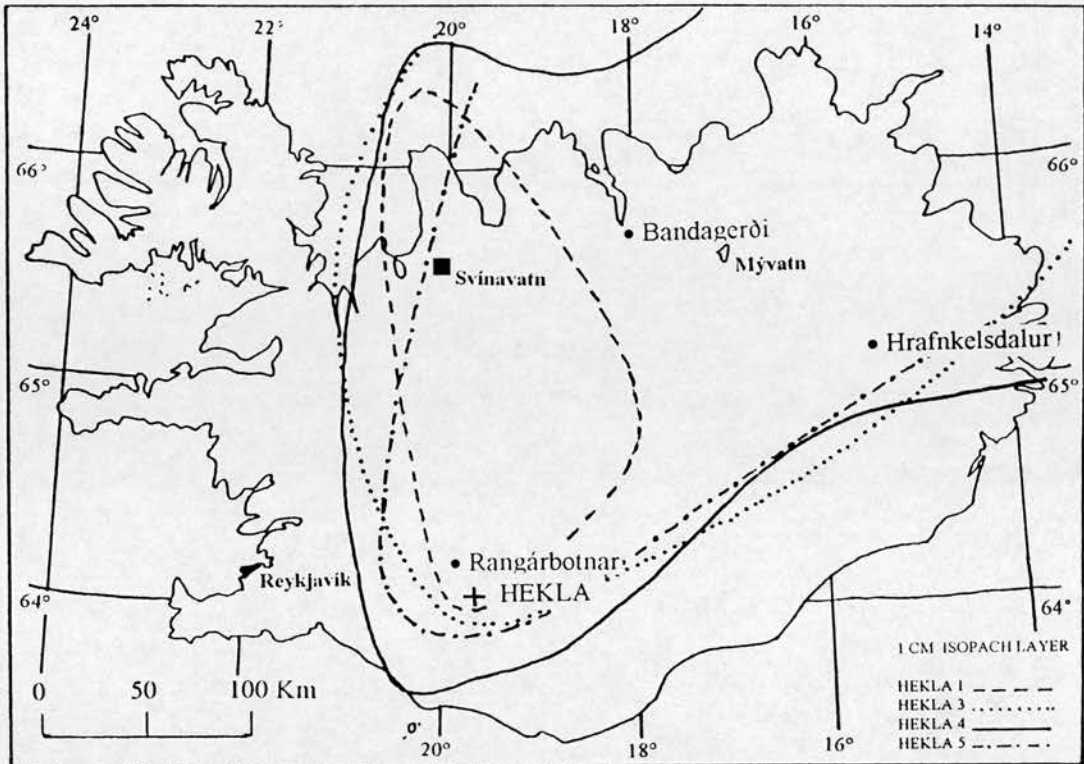 24°
22°
20°
18°
16°
14°
66°
66°
Bandagerði
Mývatn
Svínavatn
Hrafnkelsdalur
65°
65°
Rangárbotnar
HEKLA
Reykjavík
64°
64°
1 CM ISOPACH LAYER
0 50 100 Km
HEKLA 1
HEKLA 3
HEKLA 4
HEKLA 5
20°
18°
16°